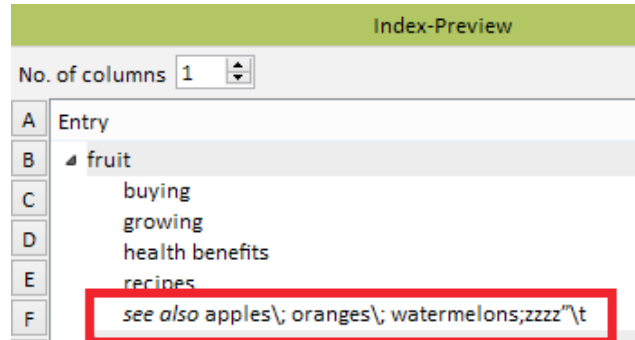 Index-Preview
No. of columns 1
A Entry
B fruit
buying
C growing
D health benefits
E recipes
F see also apples\; oranges\; watermelons;zzzz"\t